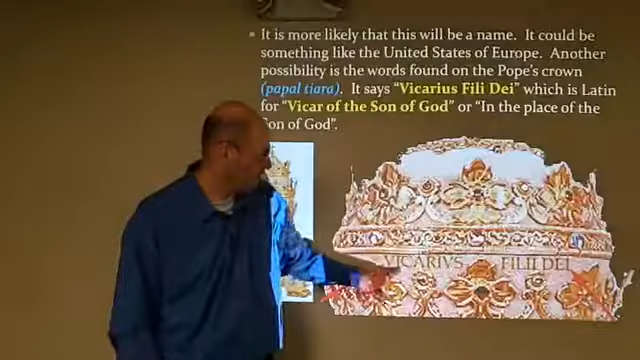 It is more likely that this will be a name. It could be
something like the United States of Europe. Another
possibility is the words found on the Pope's crown
(papal tiara). It says "Vicarius Fili Dei" which is Latin
for "Vicar of the Son of God" or "In the place of the
Son of God".
VICARIVS FILII DEI